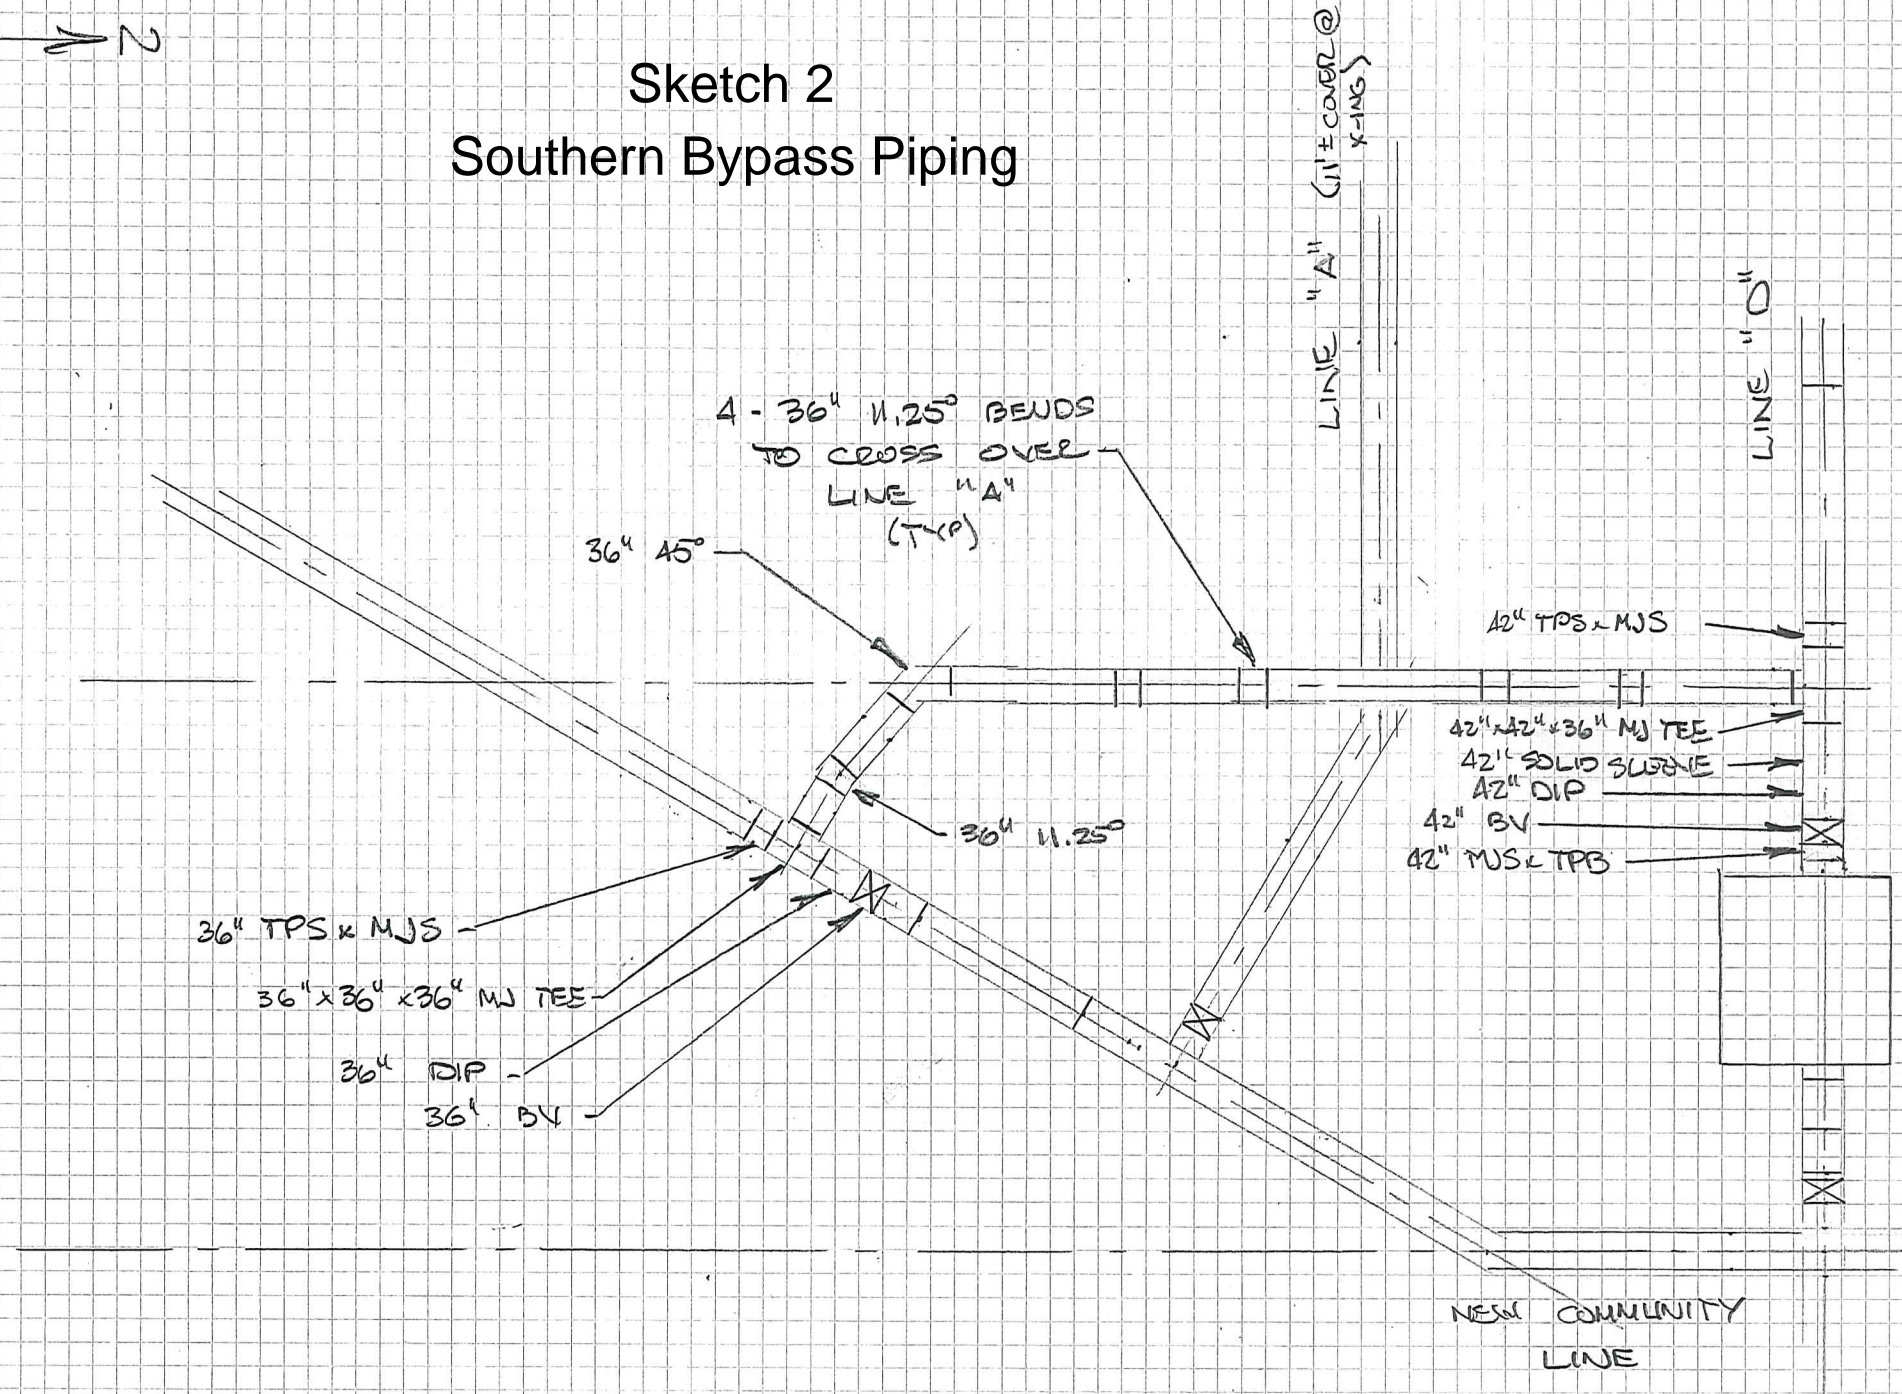 N
Sketch 2
Southern Bypass Piping
LINE "A" (11'± COVER @
X-ING)
LINE "D"
4 - 36" 11.25° BENDS
TO CROSS OVER
LINE "A"
(TYP)
36" 45°
42" TPS x MJS
42"x42"x36" MJ TEE
42" SOLID SLEEVE
42" DIP
42" BV
42" MJS x TPB
36" 11.25°
36" TPS x MJS
36"x36"x36" MJ TEE
36" DIP
36" BV
NEW COMMUNITY
LINE